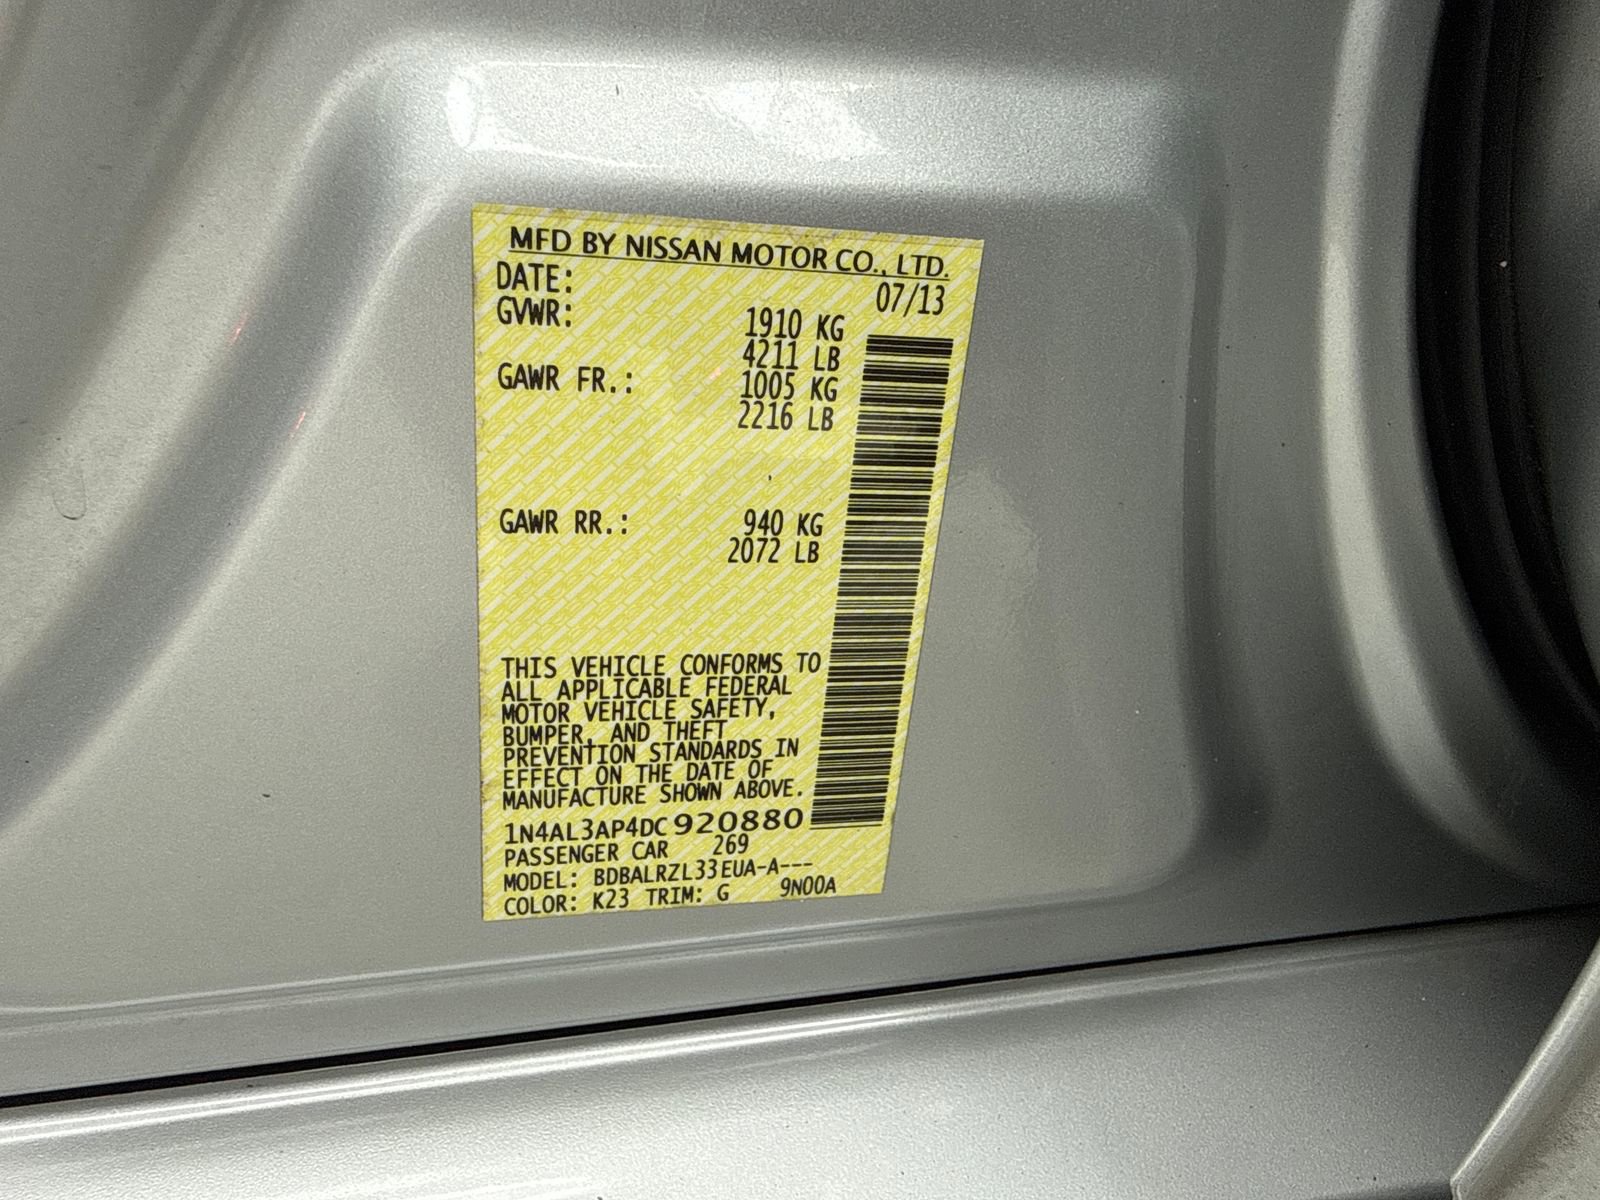 MFD BY NISSAN MOTOR CO., LTD.
DATE: 07/13
GVWR: 1910 KG
4211 LB
GAWR FR.: 1005 KG
2216 LB
GAWR RR.: 940 KG
2072 LB
THIS VEHICLE CONFORMS TO
ALL APPLICABLE FEDERAL
MOTOR VEHICLE SAFETY,
BUMPER, AND THEFT
PREVENTION STANDARDS IN
EFFECT ON THE DATE OF
MANUFACTURE SHOWN ABOVE.
1N4AL3AP4DC920880
PASSENGER CAR 269
MODEL: BDBALRZL33EUA-A---
COLOR: K23 TRIM: G 9N00A